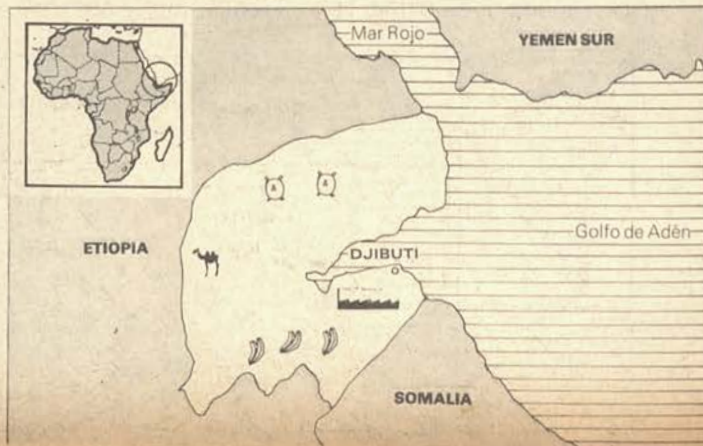 Mar Rojo
YEMEN SUR
Golfo de Adén
ETIOPIA
DJIBUTI
SOMALIA